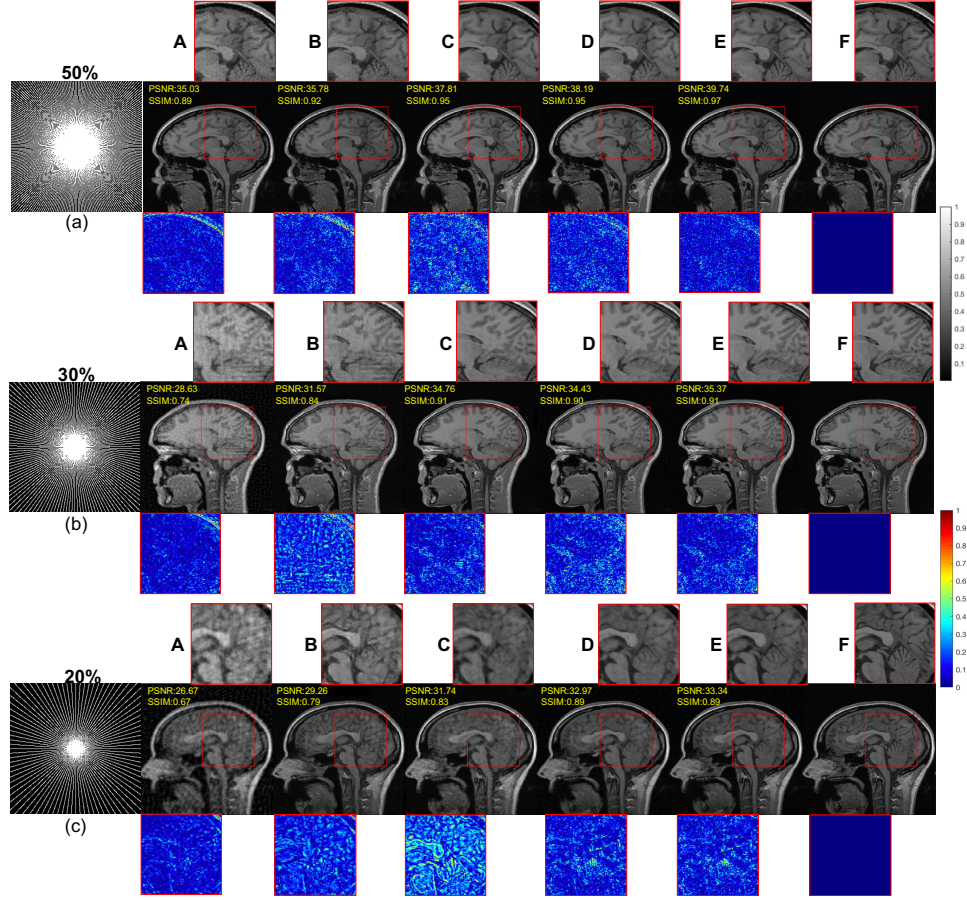 A B C D E F
50%
PSNR:35.03 PSNR:35.78 PSNR:37.81 PSNR:38.19 PSNR:39.74
SSIM:0.89 SSIM:0.92 SSIM:0.95 SSIM:0.95 SSIM:0.97
(a)
1
0.9
0.8
0.7
0.6
0.5
0.4
0.3
0.2
0.1
A B C D E F
30%
PSNR:28.63 PSNR:31.57 PSNR:34.76 PSNR:34.43 PSNR:35.37
SSIM:0.74 SSIM:0.84 SSIM:0.91 SSIM:0.90 SSIM:0.91
(b)
1
0.9
0.8
0.7
0.6
0.5
0.4
0.3
0.2
0.1
0
A B C D E F
20%
PSNR:26.67 PSNR:29.26 PSNR:31.74 PSNR:32.97 PSNR:33.34
SSIM:0.67 SSIM:0.79 SSIM:0.83 SSIM:0.89 SSIM:0.89
(c)